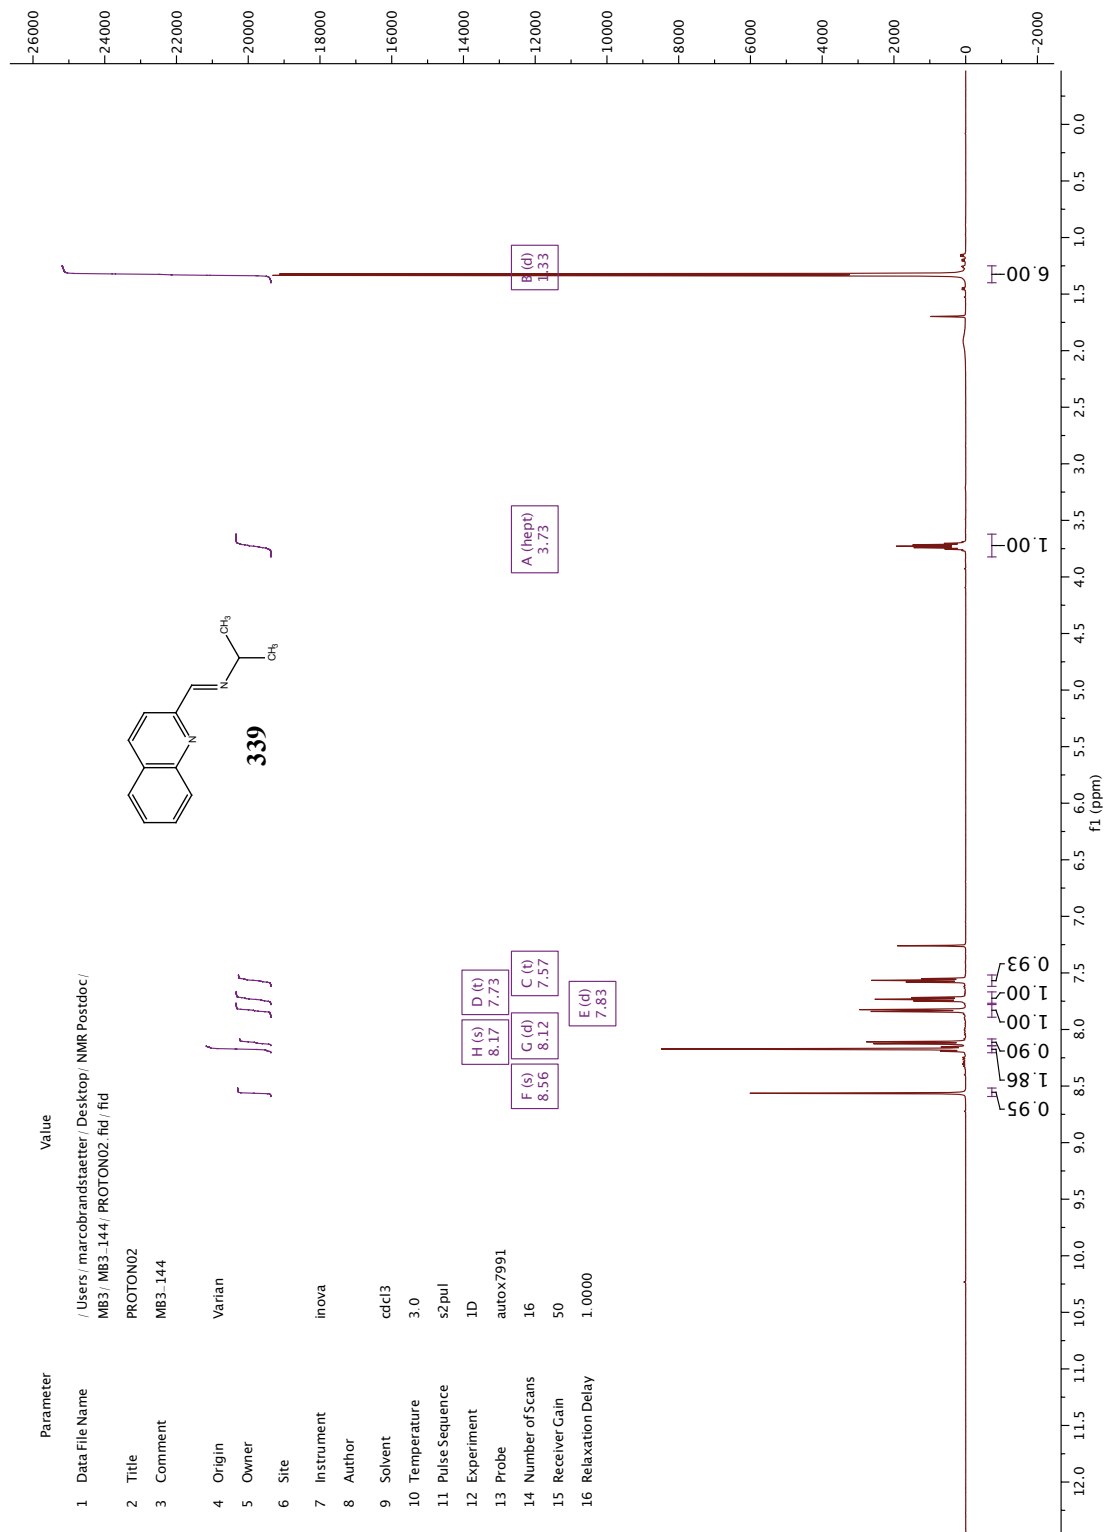 Parameter Value
1 Data File Name / Users/ marcobrandstaetter/ Desktop/ NMR Postdoc/
MB3/ MB3-144/ PROTON02.fid/ fid
2 Title PROTON02
3 Comment MB3-144
4 Origin Varian
5 Owner
6 Site
7 Instrument inova
8 Author
9 Solvent cdcl3
10 Temperature 3.0
11 Pulse Sequence s2pul
12 Experiment 1D
13 Probe autox7991
14 Number of Scans 16
15 Receiver Gain 50
16 Relaxation Delay 1.0000
N
N
CH3
CH3
339
H (s)
8.17
D (t)
7.73
F (s)
8.56
G (d)
8.12
C (t)
7.57
A (hept)
3.73
B (d)
1.33
E (d)
7.83
26000
24000
22000
20000
18000
16000
14000
12000
10000
8000
6000
4000
2000
0
-2000
0.95
1.86
0.90
1.00
1.00
0.93
1.00
6.00
12.0 11.5 11.0 10.5 10.0 9.5 9.0 8.5 8.0 7.5 7.0 6.5 6.0 5.5 5.0 4.5 4.0 3.5 3.0 2.5 2.0 1.5 1.0 0.5 0.0
f1 (ppm)